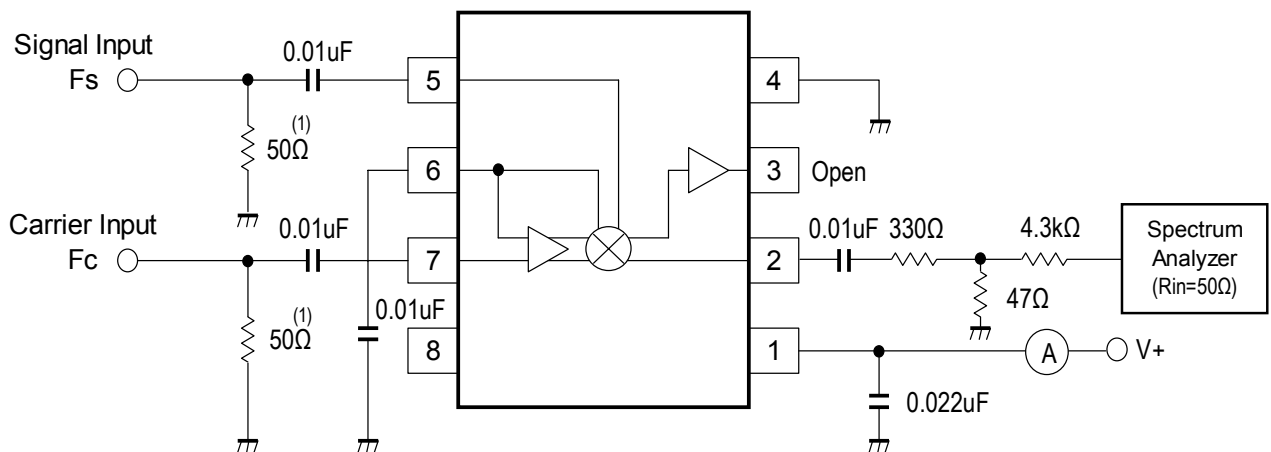 Signal Input
Fs
0.01uF
5
4
(1)
50Ω
6
3
Open
Carrier Input
Fc
0.01uF
7
2
0.01uF
330Ω
4.3kΩ
Spectrum
Analyzer
(Rin=50Ω)
47Ω
(1)
50Ω
0.01uF
8
1
A
V+
0.022uF